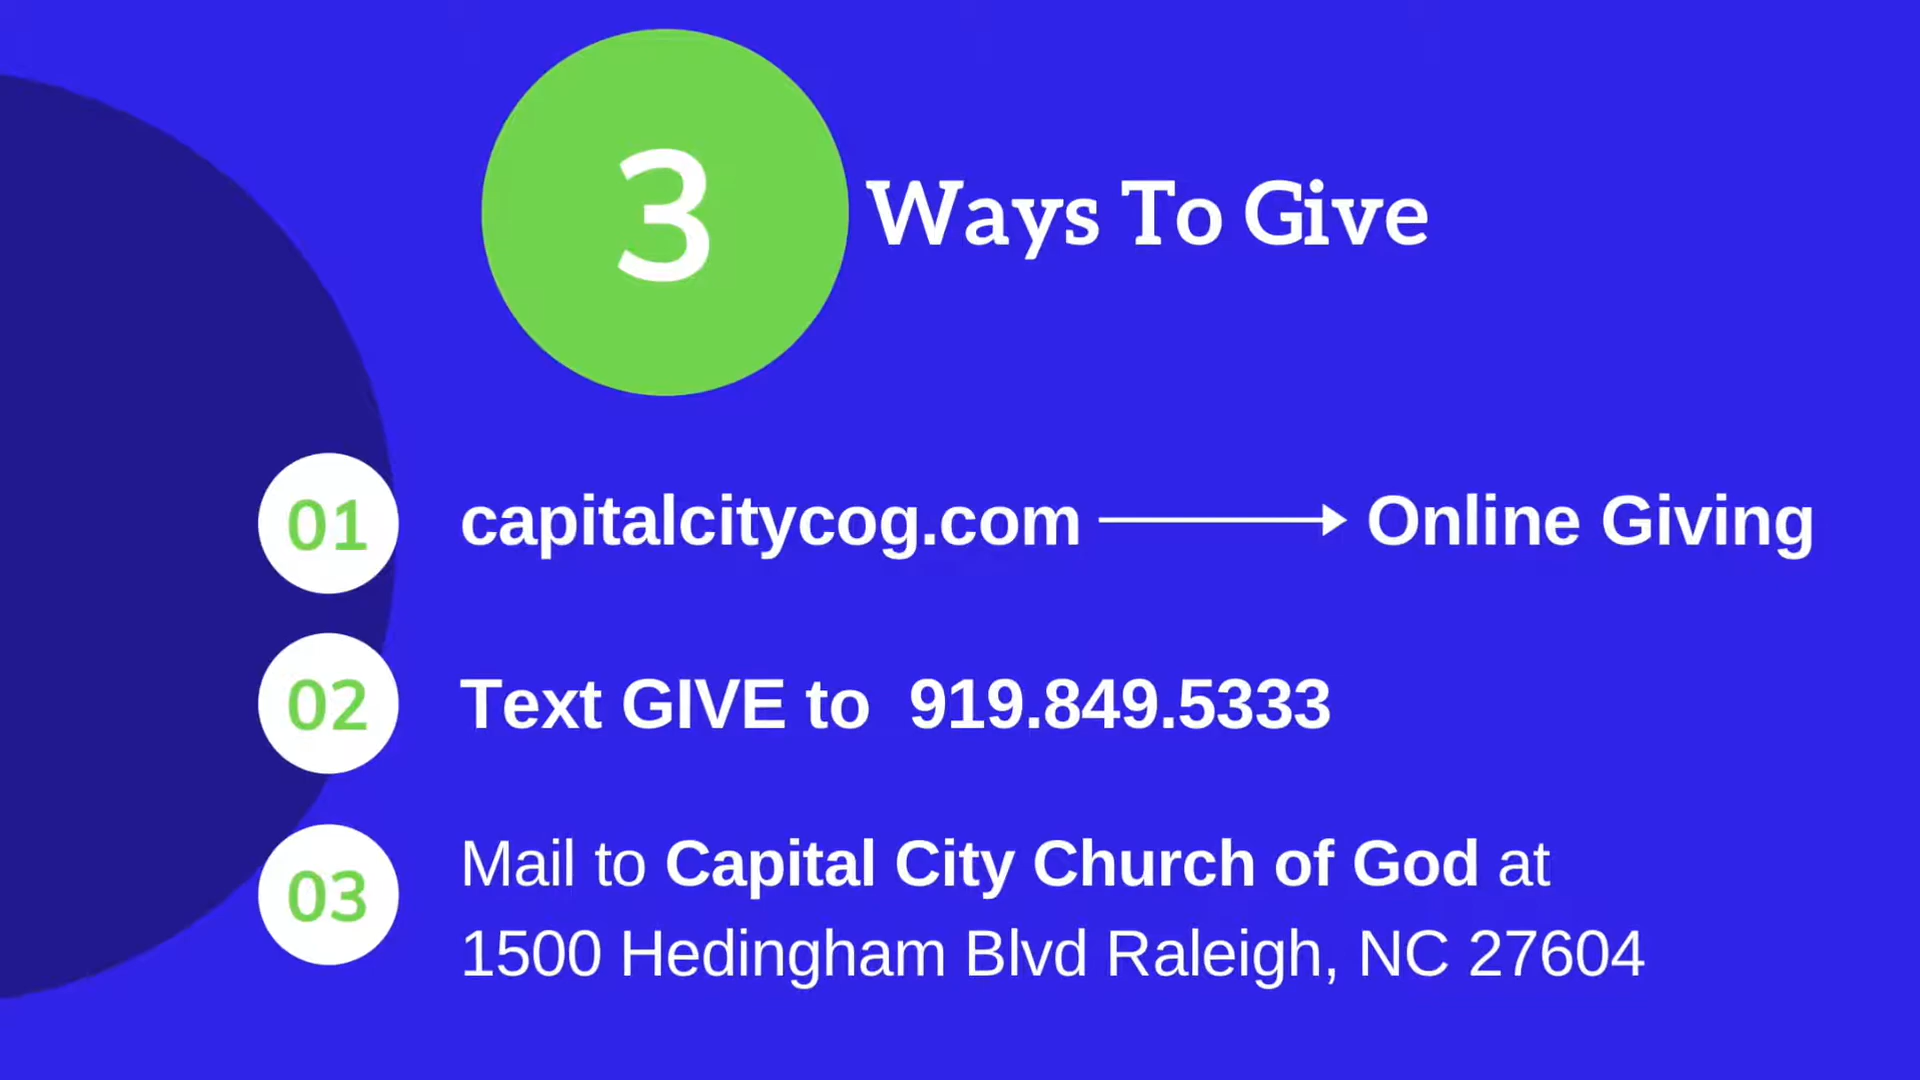 3 Ways To Give
01 capitalcitycog.com Online Giving
02 Text GIVE to 919.849.5333
03 Mail to Capital City Church of God at
1500 Hedingham Blvd Raleigh, NC 27604